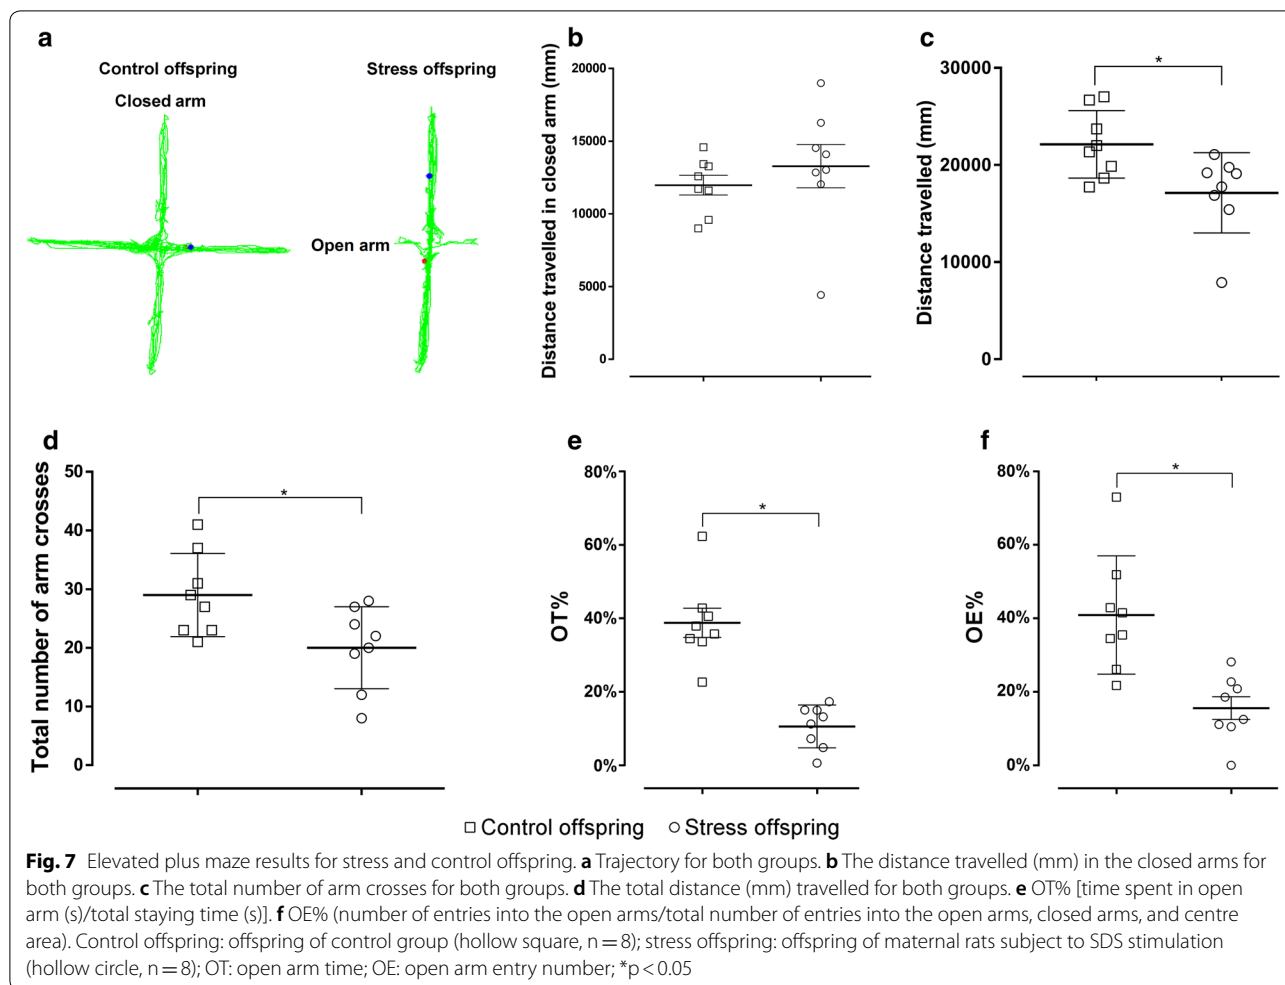 a
Control offspring
Closed arm
Stress offspring
Open arm
b
Distance travelled in closed arm (mm)
20000
15000
10000
5000
0
c
Distance travelled (mm)
30000
20000
10000
0
*
d
Total number of arm crosses
50
40
30
20
10
0
*
e
OT%
80%
60%
40%
20%
0%
*
f
OE%
80%
60%
40%
20%
0%
*
□ Control offspring ○ Stress offspring
Fig. 7 Elevated plus maze results for stress and control offspring. a Trajectory for both groups. b The distance travelled (mm) in the closed arms for
both groups. c The total number of arm crosses for both groups. d The total distance (mm) travelled for both groups. e OT% [time spent in open
arm (s)/total staying time (s)]. f OE% (number of entries into the open arms/total number of entries into the open arms, closed arms, and centre
area). Control offspring: offspring of control group (hollow square, n = 8); stress offspring: offspring of maternal rats subject to SDS stimulation
(hollow circle, n = 8); OT: open arm time; OE: open arm entry number; *p < 0.05